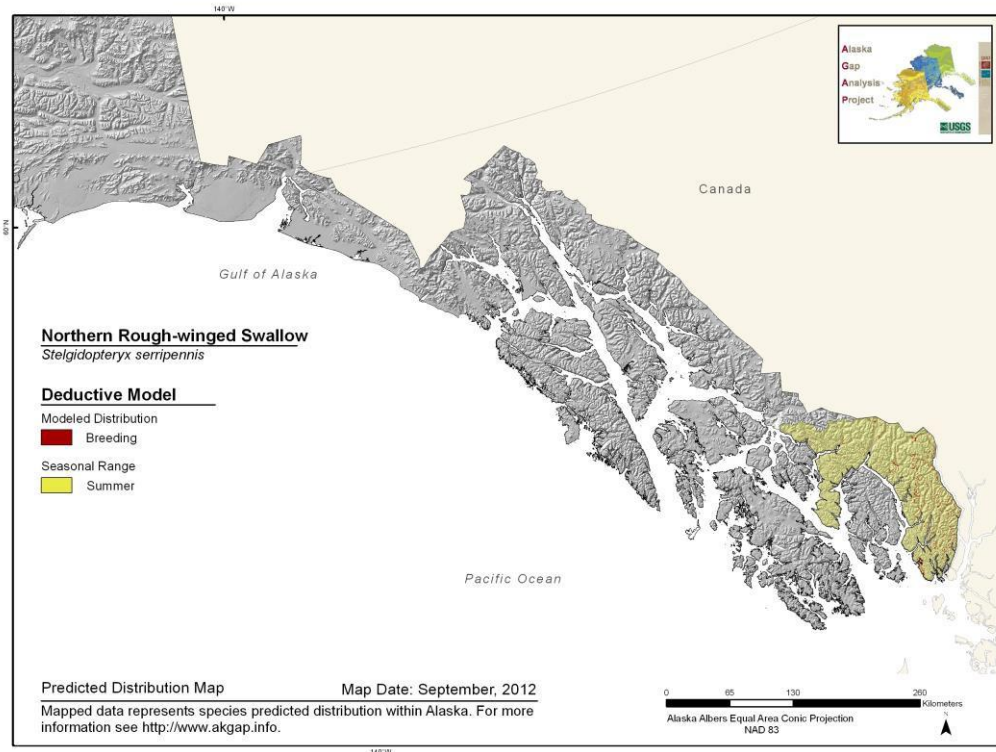 140°W
Alaska
Gap
Analysis
Project
USGS
Canada
60°N
Gulf of Alaska
Northern Rough-winged Swallow
Stelgidopteryx serripennis
Deductive Model
Modeled Distribution
Breeding
Seasonal Range
Summer
Pacific Ocean
Predicted Distribution Map Map Date: September, 2012
Mapped data represents species predicted distribution within Alaska. For more
information see http://www.akgap.info.
0 65 130 260
Kilometers
Alaska Albers Equal Area Conic Projection
NAD 83
N
140°W